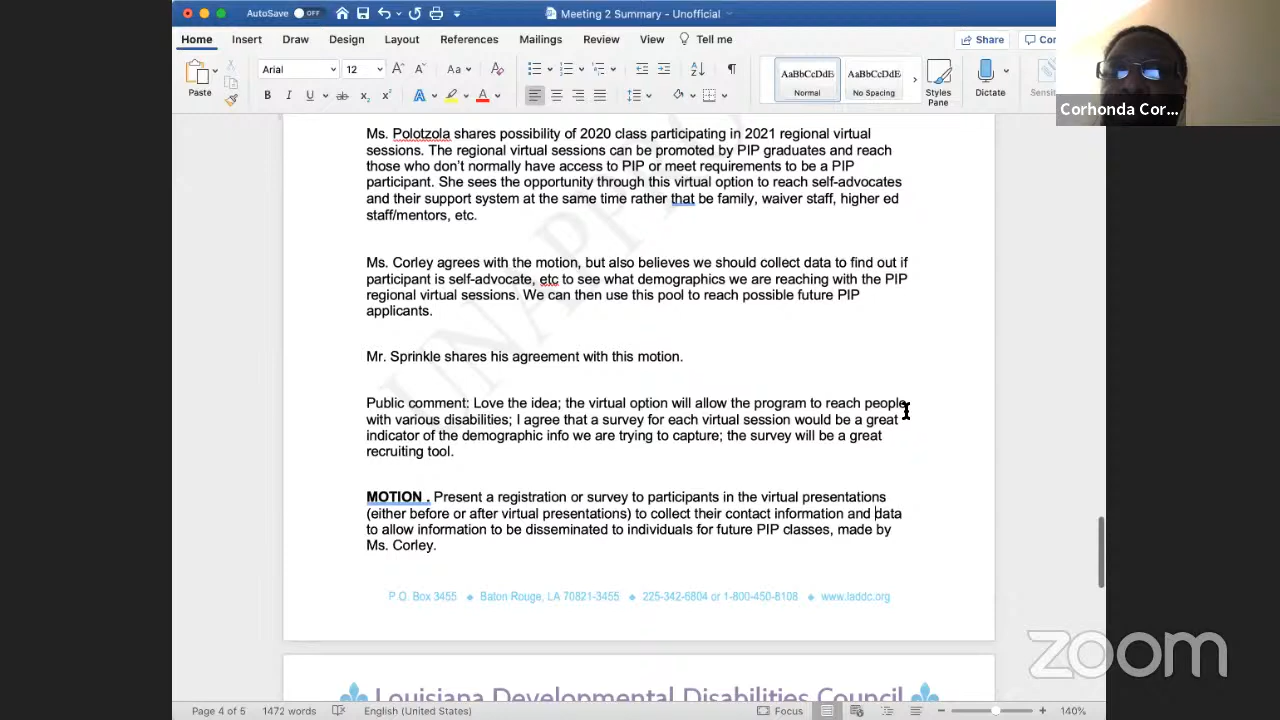 AutoSave OFF
Meeting 2 Summary - Unofficial
Home Insert Draw Design Layout References Mailings Review View Tell me
Share
Paste
Arial 12
AaBbCcDdE AaBbCcDdE
Normal No Spacing
Styles
Pane
Dictate
Corhonda Cor...
Ms. Polotzola shares possibility of 2020 class participating in 2021 regional virtual
sessions. The regional virtual sessions can be promoted by PIP graduates and reach
those who don't normally have access to PIP or meet requirements to be a PIP
participant. She sees the opportunity through this virtual option to reach self-advocates
and their support system at the same time rather that be family, waiver staff, higher ed
staff/mentors, etc.
Ms. Corley agrees with the motion, but also believes we should collect data to find out if
participant is self-advocate, etc to see what demographics we are reaching with the PIP
regional virtual sessions. We can then use this pool to reach possible future PIP
applicants.
Mr. Sprinkle shares his agreement with this motion.
Public comment: Love the idea; the virtual option will allow the program to reach people
with various disabilities; I agree that a survey for each virtual session would be a great
indicator of the demographic info we are trying to capture; the survey will be a great
recruiting tool.
MOTION . Present a registration or survey to participants in the virtual presentations
(either before or after virtual presentations) to collect their contact information and data
to allow information to be disseminated to individuals for future PIP classes, made by
Ms. Corley.
P.O. Box 3455 ◆ Baton Rouge, LA 70821-3455 ◆ 225-342-6804 or 1-800-450-8108 ◆ www.laddc.org
zoom
Louisiana Developmental Disabilities Council
Page 4 of 5 1472 words English (United States) Focus 140%